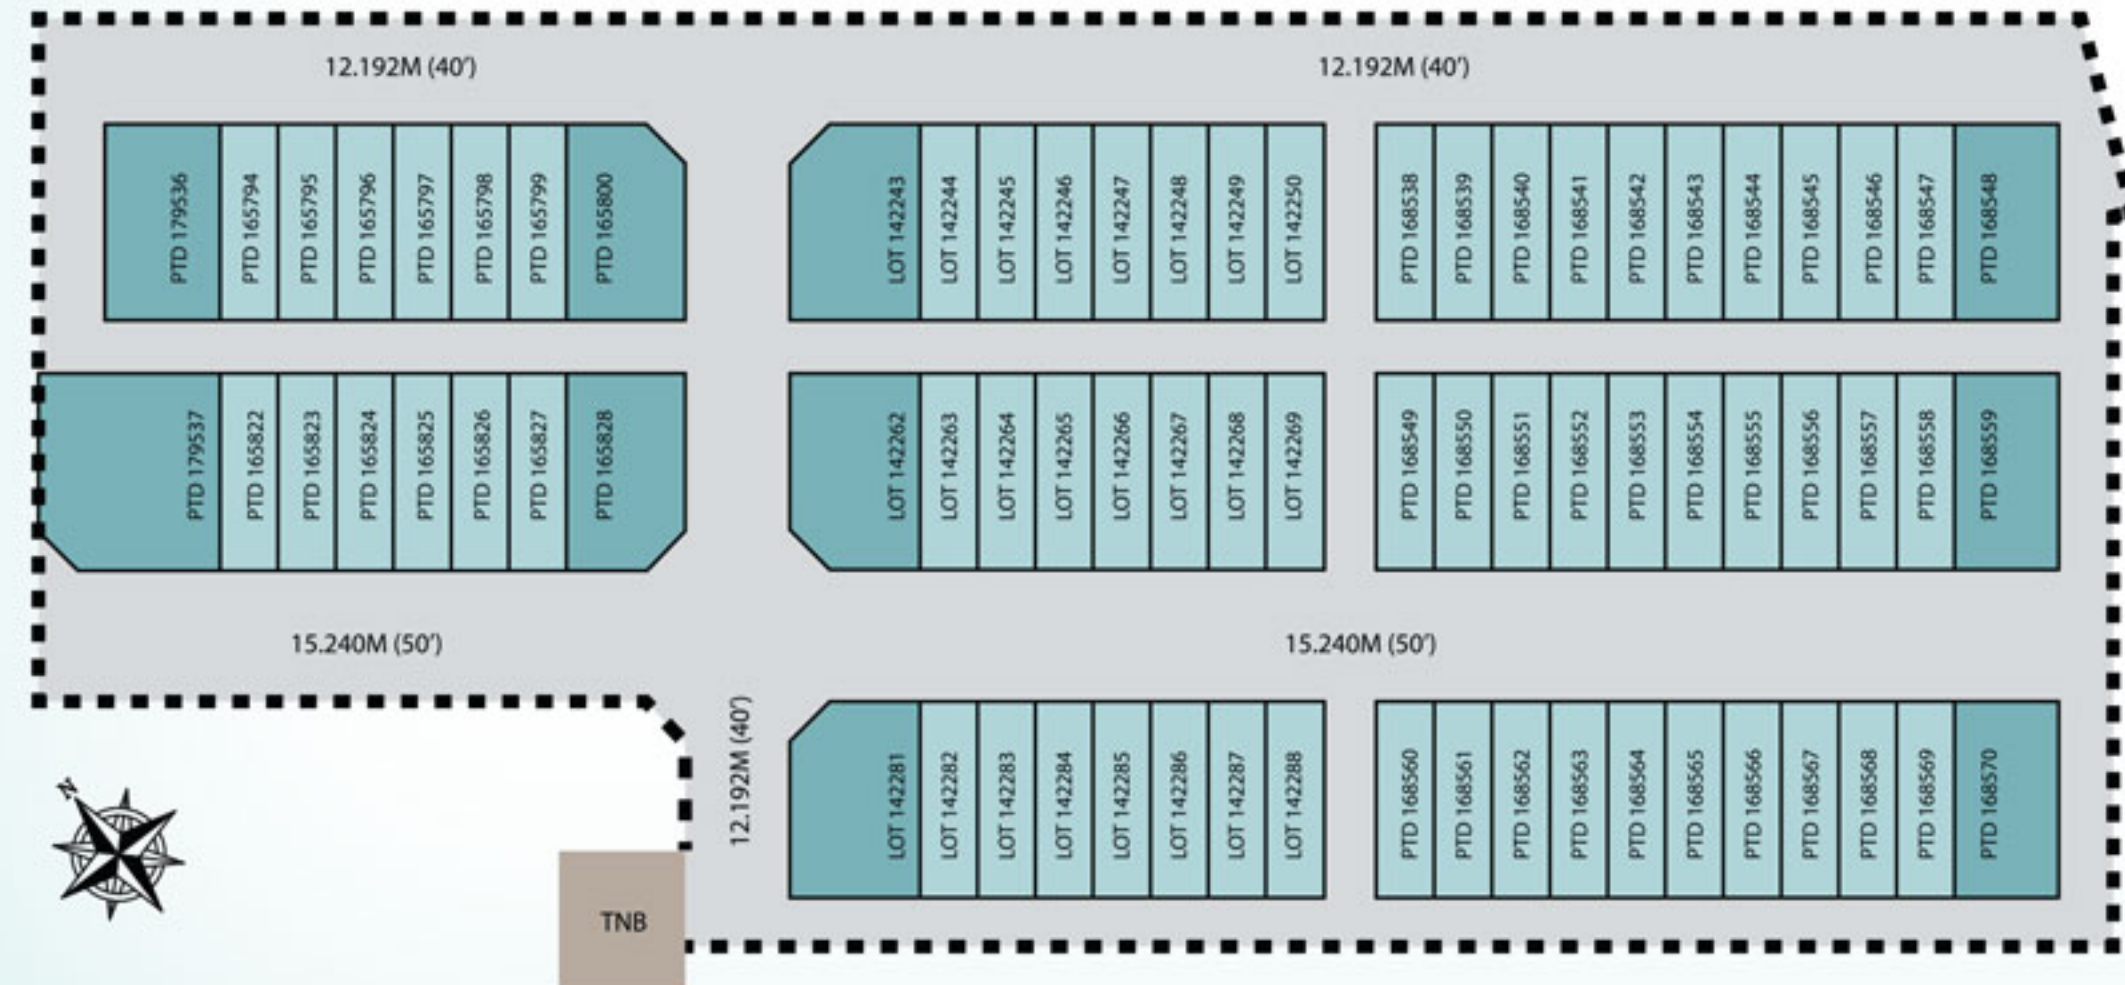 12.192M (40')
12.192M (40')
PTD 179536
PTD 165794
PTD 165795
PTD 165796
PTD 165797
PTD 165798
PTD 165799
PTD 165800
LOT 142243
LOT 142244
LOT 142245
LOT 142246
LOT 142247
LOT 142248
LOT 142249
LOT 142250
PTD 168538
PTD 168539
PTD 168540
PTD 168541
PTD 168542
PTD 168543
PTD 168544
PTD 168545
PTD 168546
PTD 168547
PTD 168548
PTD 179537
PTD 165822
PTD 165823
PTD 165824
PTD 165825
PTD 165826
PTD 165827
PTD 165828
LOT 142262
LOT 142263
LOT 142264
LOT 142265
LOT 142266
LOT 142267
LOT 142268
LOT 142269
PTD 168549
PTD 168550
PTD 168551
PTD 168552
PTD 168553
PTD 168554
PTD 168555
PTD 168556
PTD 168557
PTD 168558
PTD 168559
15.240M (50')
15.240M (50')
12.192M (40')
LOT 142281
LOT 142282
LOT 142283
LOT 142284
LOT 142285
LOT 142286
LOT 142287
LOT 142288
PTD 168560
PTD 168561
PTD 168562
PTD 168563
PTD 168564
PTD 168565
PTD 168566
PTD 168567
PTD 168568
PTD 168569
PTD 168570
N
TNB